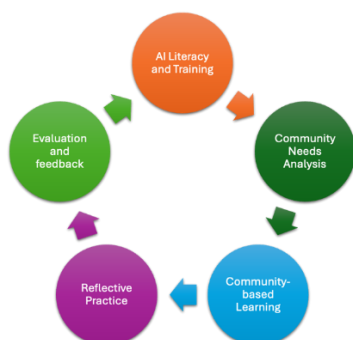 AI Literacy
and Training
Community
Needs
Analysis
Community-
based
Learning
Reflective
Practice
Evaluation
and
feedback